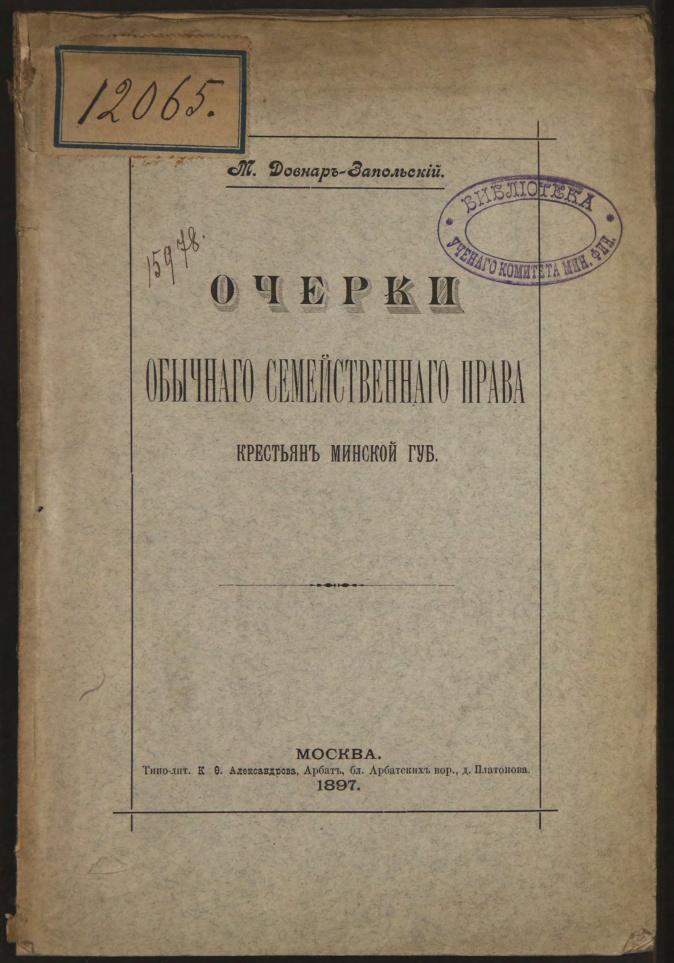 12065.
М. Довнаръ-Запольскій.
БИБЛІОТЕКА
УЧЕНАГО КОМИТЕТА МИН. ФИН.
15978.
ОЧЕРКИ
ОБЫЧНАГО СЕМЕЙСТВЕННАГО ПРАВА
КРЕСТЬЯНЪ МИНСКОЙ ГУБ.
МОСКВА.
Типо-лит. К Ѳ. Александрова, Арбатъ, бл. Арбатскихъ вор., д. Платонова.
1897.